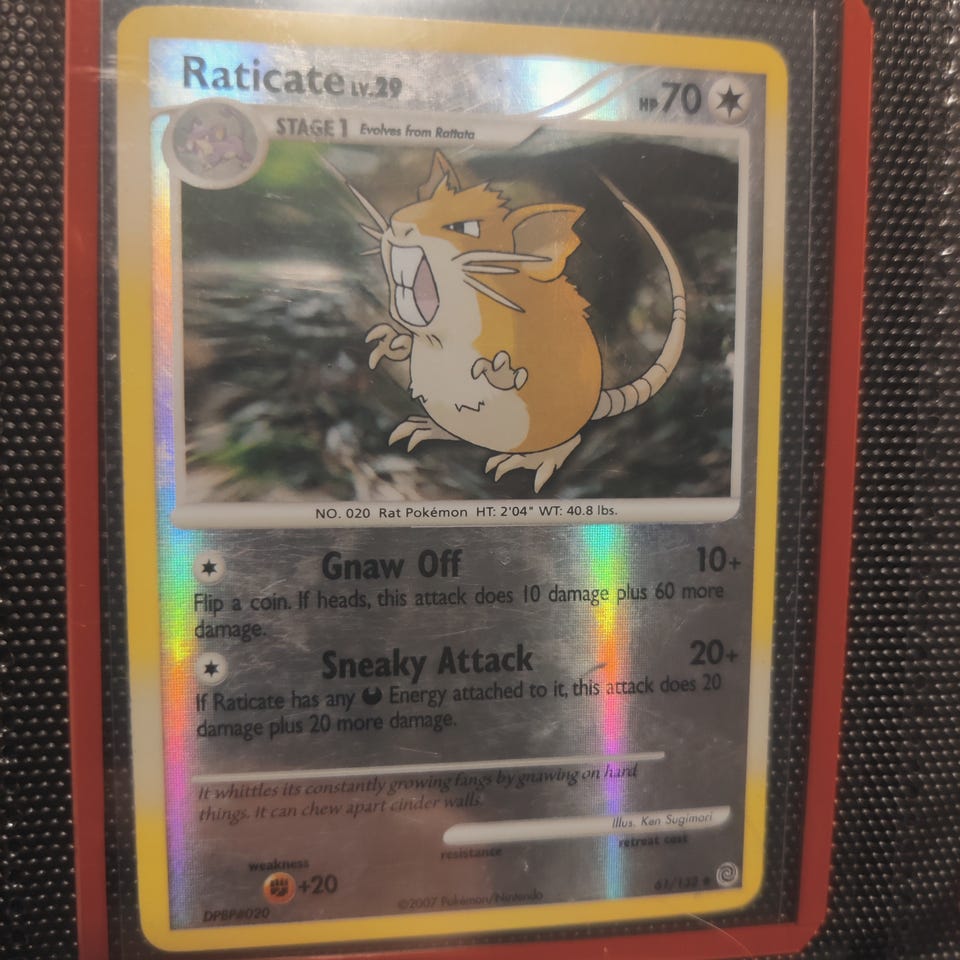 Raticate LV.29
HP 70
STAGE 1 Evolves from Rattata
NO. 020 Rat Pokémon HT: 2'04" WT: 40.8 lbs.
Gnaw Off 10+
Flip a coin. If heads, this attack does 10 damage plus 60 more
damage.
Sneaky Attack 20+
If Raticate has any Energy attached to it, this attack does 20
damage plus 20 more damage.
It whittles its constantly growing fangs by gnawing on hard
things. It can chew apart cinder walls.
Illus. Ken Sugimori
weakness resistance retreat cost
+20
DPBP#020 ©2007 Pokémon/Nintendo 61/132